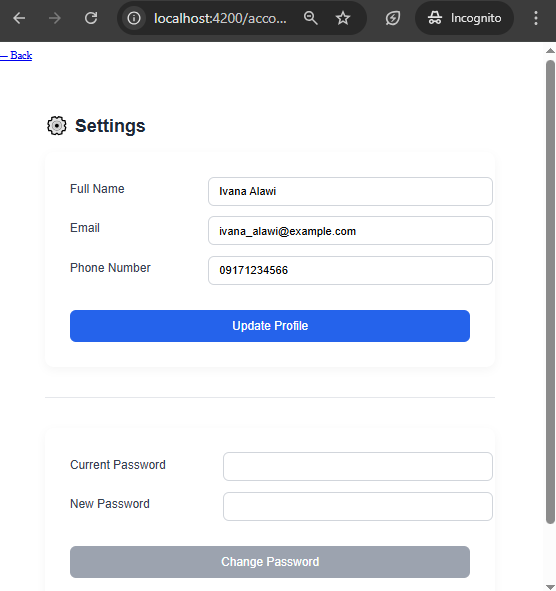 localhost:4200/acco...
Incognito
← Back
Settings
Full Name
Ivana Alawi
Email
ivana_alawi@example.com
Phone Number
09171234566
Update Profile
Current Password
New Password
Change Password